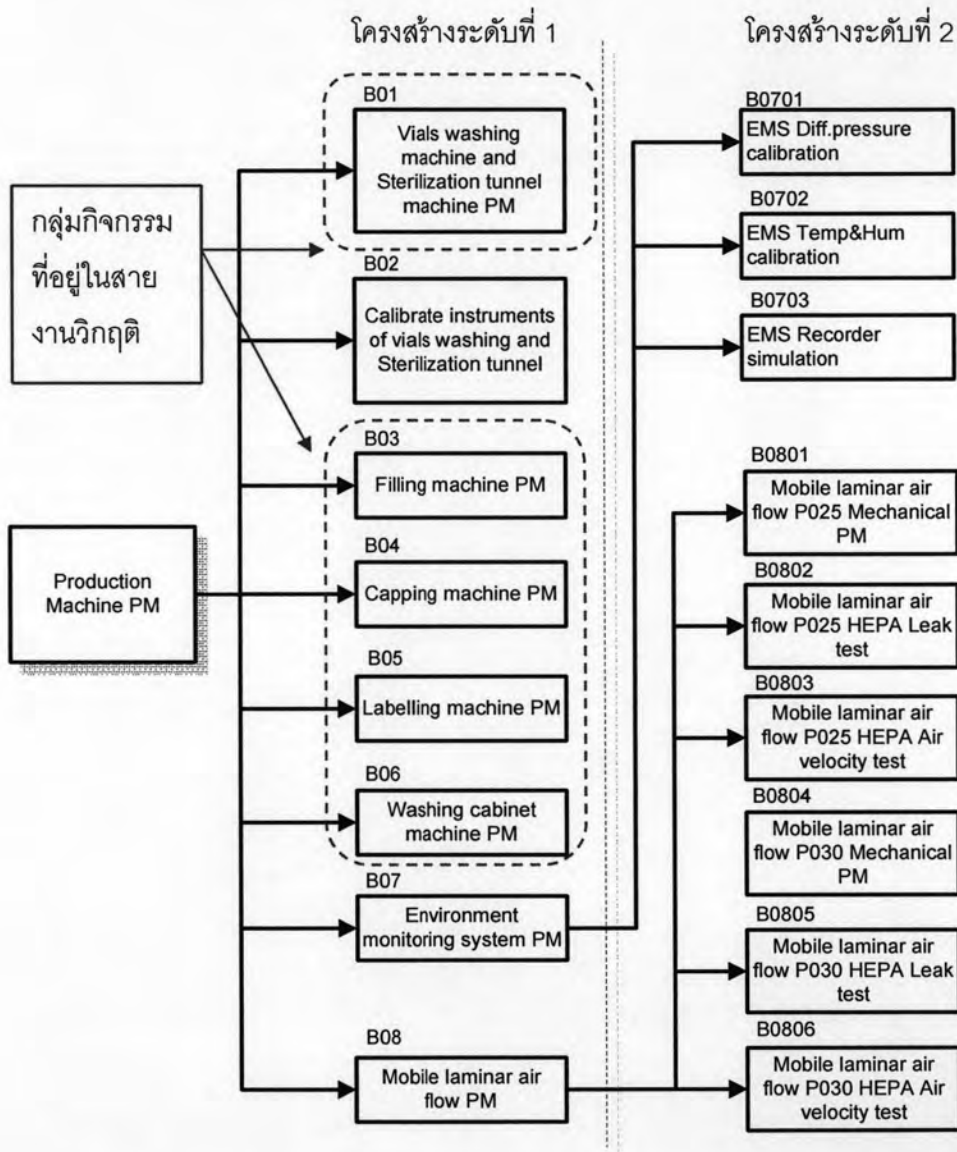 โครงสร้างระดับที่ 1
โครงสร้างระดับที่ 2
กลุ่มกิจกรรม
ที่อยู่ในสาย
งานวิกฤติ
Production
Machine PM
B01
Vials washing
machine and
Sterilization tunnel
machine PM
B02
Calibrate instruments
of vials washing and
Sterilization tunnel
B03
Filling machine PM
B04
Capping machine PM
B05
Labelling machine PM
B06
Washing cabinet
machine PM
B07
Environment
monitoring system PM
B08
Mobile laminar air
flow PM
B0701
EMS Diff.pressure
calibration
B0702
EMS Temp&Hum
calibration
B0703
EMS Recorder
simulation
B0801
Mobile laminar air
flow P025 Mechanical
PM
B0802
Mobile laminar air
flow P025 HEPA Leak
test
B0803
Mobile laminar air
flow P025 HEPA Air
velocity test
B0804
Mobile laminar air
flow P030 Mechanical
PM
B0805
Mobile laminar air
flow P030 HEPA Leak
test
B0806
Mobile laminar air
flow P030 HEPA Air
velocity test